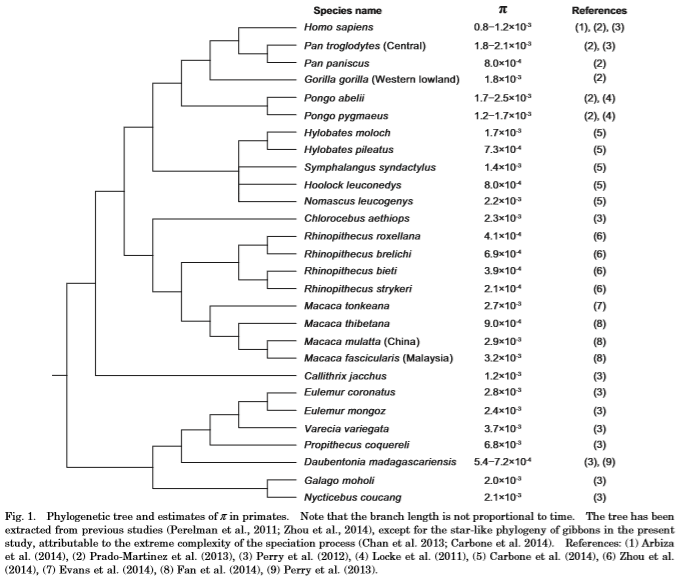 Species name π References
Homo sapiens 0.8–1.2×10⁻³ (1), (2), (3)
Pan troglodytes (Central) 1.8–2.1×10⁻³ (2), (3)
Pan paniscus 8.0×10⁻⁴ (2)
Gorilla gorilla (Western lowland) 1.8×10⁻³ (2)
Pongo abelii 1.7–2.5×10⁻³ (2), (4)
Pongo pygmaeus 1.2–1.7×10⁻³ (2), (4)
Hylobates moloch 1.7×10⁻³ (5)
Hylobates pileatus 7.3×10⁻⁴ (5)
Symphalangus syndactylus 1.4×10⁻³ (5)
Hoolock leuconedys 8.0×10⁻⁴ (5)
Nomascus leucogenys 2.2×10⁻³ (5)
Chlorocebus aethiops 2.3×10⁻³ (3)
Rhinopithecus roxellana 4.1×10⁻⁴ (6)
Rhinopithecus brelichi 6.9×10⁻⁴ (6)
Rhinopithecus bieti 3.9×10⁻⁴ (6)
Rhinopithecus strykeri 2.1×10⁻⁴ (6)
Macaca tonkeana 2.7×10⁻³ (7)
Macaca thibetana 9.0×10⁻⁴ (8)
Macaca mulatta (China) 2.9×10⁻³ (8)
Macaca fascicularis (Malaysia) 3.2×10⁻³ (8)
Callithrix jacchus 1.2×10⁻³ (3)
Eulemur coronatus 2.8×10⁻³ (3)
Eulemur mongoz 2.4×10⁻³ (3)
Varecia variegata 3.7×10⁻³ (3)
Propithecus coquereli 6.8×10⁻³ (3)
Daubentonia madagascariensis 5.4–7.2×10⁻⁴ (3), (9)
Galago moholi 2.0×10⁻³ (3)
Nycticebus coucang 2.1×10⁻³ (3)
Fig. 1. Phylogenetic tree and estimates of π in primates. Note that the branch length is not proportional to time. The tree has been
extracted from previous studies (Perelman et al., 2011; Zhou et al., 2014), except for the star-like phylogeny of gibbons in the present
study, attributable to the extreme complexity of the speciation process (Chan et al. 2013; Carbone et al. 2014). References: (1) Arbiza
et al. (2014), (2) Prado-Martinez et al. (2013), (3) Perry et al. (2012), (4) Locke et al. (2011), (5) Carbone et al. (2014), (6) Zhou et al.
(2014), (7) Evans et al. (2014), (8) Fan et al. (2014), (9) Perry et al. (2013).